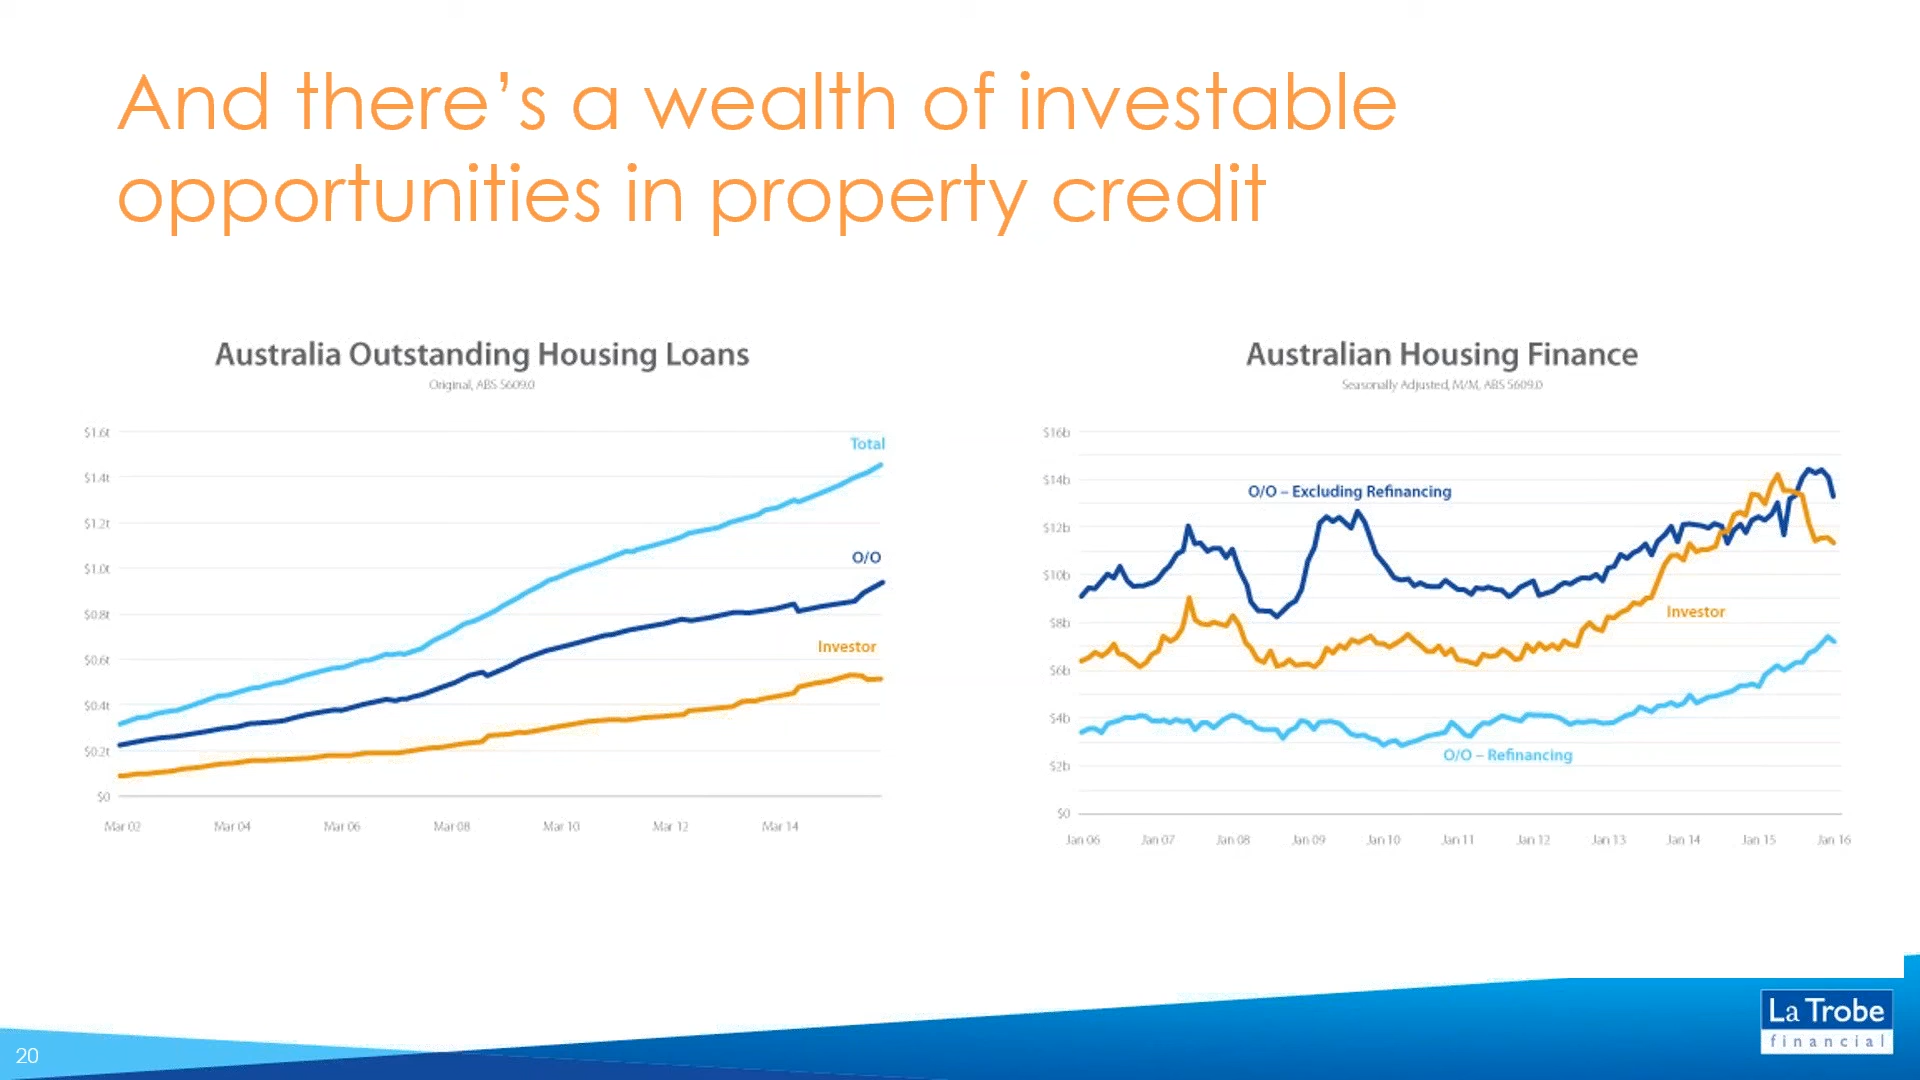 And there's a wealth of investable
opportunities in property credit
Australia Outstanding Housing Loans
Original, ABS 5609.0
$1.6t
$1.4t
$1.2t
$1.0t
$0.8t
$0.6t
$0.4t
$0.2t
$0
Total
O/O
Investor
Mar 02 Mar 04 Mar 06 Mar 08 Mar 10 Mar 12 Mar 14
Australian Housing Finance
Seasonally Adjusted, M/M, ABS 5609.0
$16b
$14b
$12b
$10b
$8b
$6b
$4b
$2b
$0
O/O – Excluding Refinancing
Investor
O/O – Refinancing
Jan 06 Jan 07 Jan 08 Jan 09 Jan 10 Jan 11 Jan 12 Jan 13 Jan 14 Jan 15 Jan 16
20
La Trobe
financial